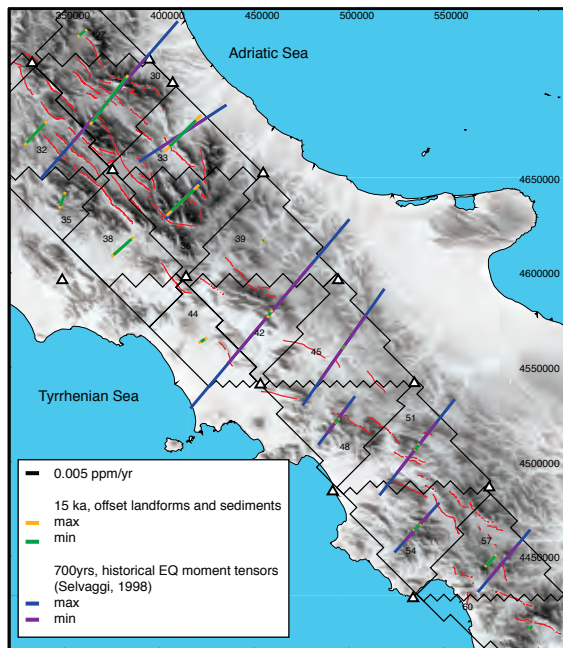 350000 400000 450000 500000 550000
27
Adriatic Sea
30
33
32
4650000
35
36
38
39
4600000
44
42
45
4550000
Tyrrhenian Sea
51
48
4500000
0.005 ppm/yr
15 ka, offset landforms and sediments
max
min
57
54
4450000
700yrs, historical EQ moment tensors
(Selvaggi, 1998)
max
min
60